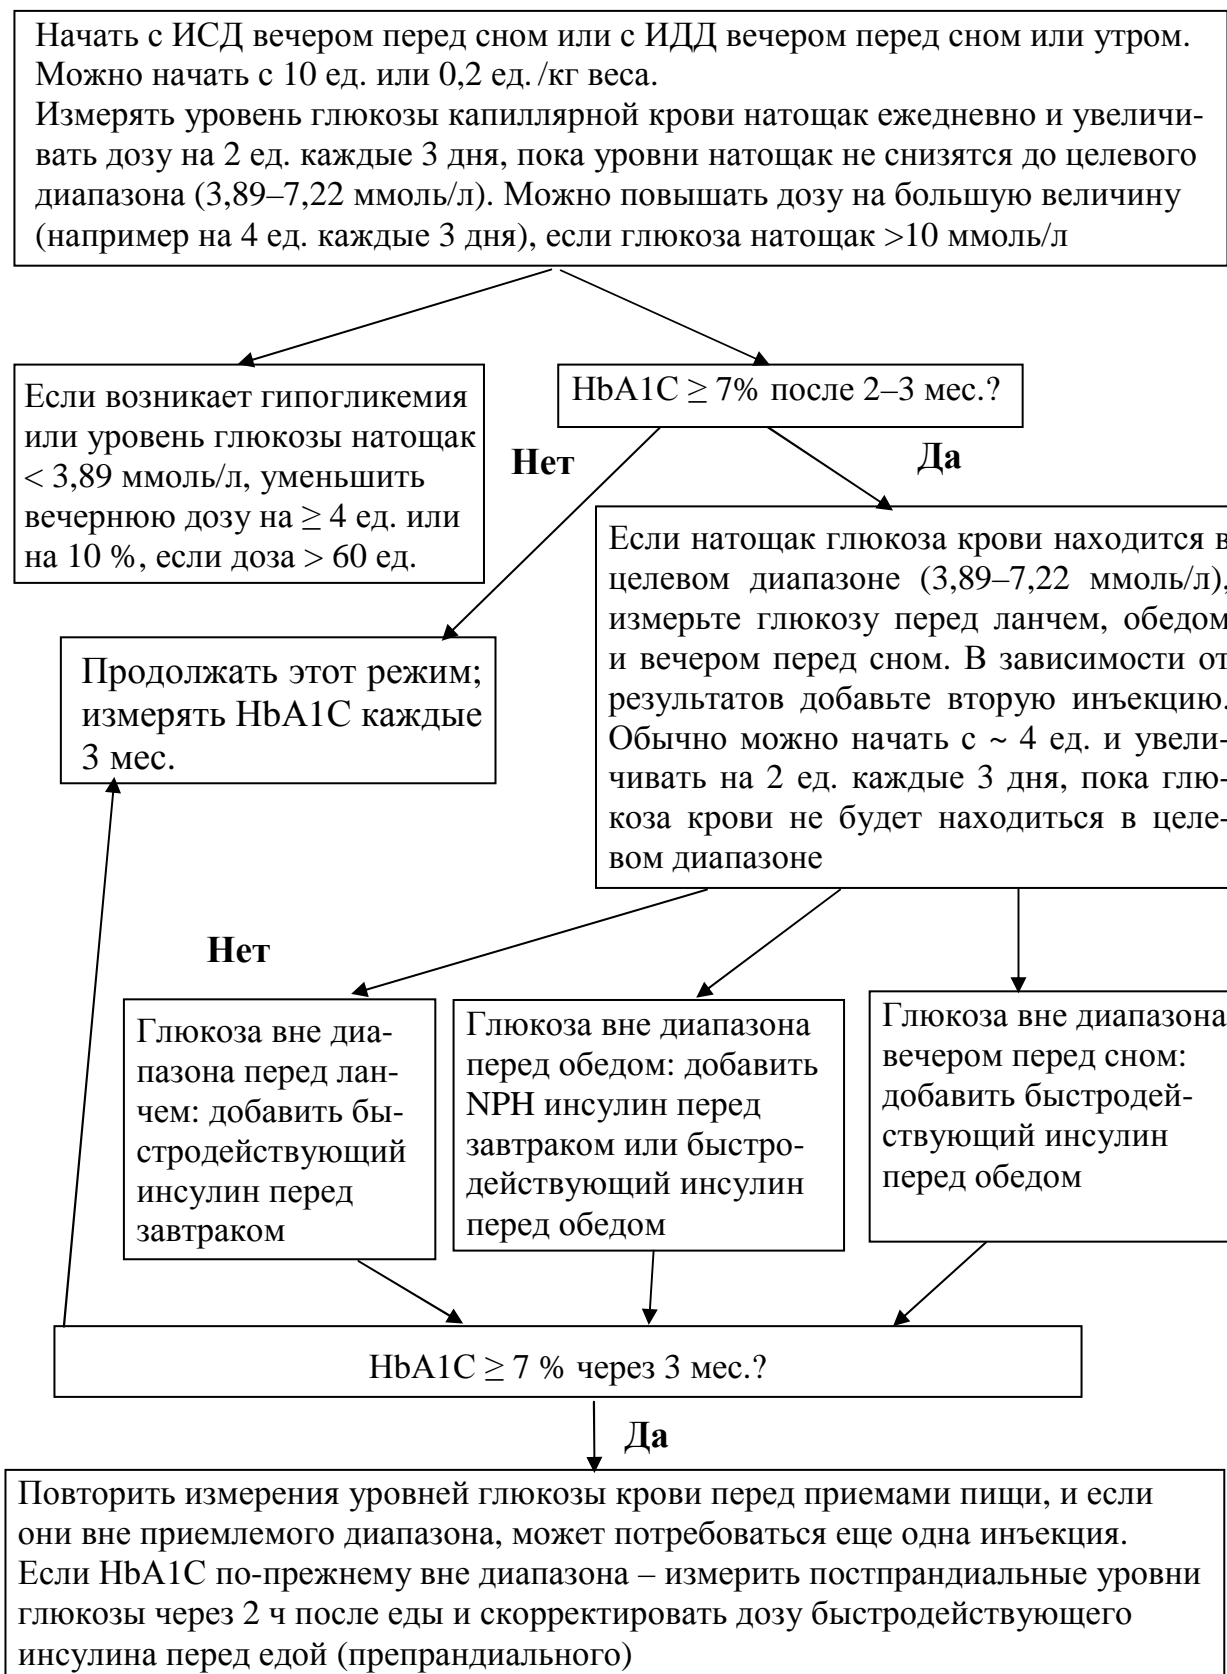 Начать с ИСД вечером перед сном или с ИДД вечером перед сном или утром.
Можно начать с 10 ед. или 0,2 ед. /кг веса.
Измерять уровень глюкозы капиллярной крови натощак ежедневно и увеличи-
вать дозу на 2 ед. каждые 3 дня, пока уровни натощак не снизятся до целевого
диапазона (3,89–7,22 ммоль/л). Можно повышать дозу на большую величину
(например на 4 ед. каждые 3 дня), если глюкоза натощак >10 ммоль/л
Если возникает гипогликемия
или уровень глюкозы натощак
< 3,89 ммоль/л, уменьшить
вечернюю дозу на ≥ 4 ед. или
на 10 %, если доза > 60 ед.
HbA1C ≥ 7% после 2–3 мес.?
Нет
Да
Продолжать этот режим;
измерять HbA1C каждые
3 мес.
Если натощак глюкоза крови находится в
целевом диапазоне (3,89–7,22 ммоль/л),
измерьте глюкозу перед ланчем, обедом
и вечером перед сном. В зависимости от
результатов добавьте вторую инъекцию.
Обычно можно начать с ~ 4 ед. и увели-
чивать на 2 ед. каждые 3 дня, пока глю-
коза крови не будет находиться в целе-
вом диапазоне
Нет
Глюкоза вне диа-
пазона перед лан-
чем: добавить бы-
стродействующий
инсулин перед
завтраком
Глюкоза вне диапазона
перед обедом: добавить
NPH инсулин перед
завтраком или быстро-
действующий инсулин
перед обедом
Глюкоза вне диапазона
вечером перед сном:
добавить быстродей-
ствующий инсулин
перед обедом
HbA1C ≥ 7 % через 3 мес.?
Да
Повторить измерения уровней глюкозы крови перед приемами пищи, и если
они вне приемлемого диапазона, может потребоваться еще одна инъекция.
Если HbA1C по-прежнему вне диапазона – измерить постпрандиальные уровни
глюкозы через 2 ч после еды и скорректировать дозу быстродействующего
инсулина перед едой (препрандиального)